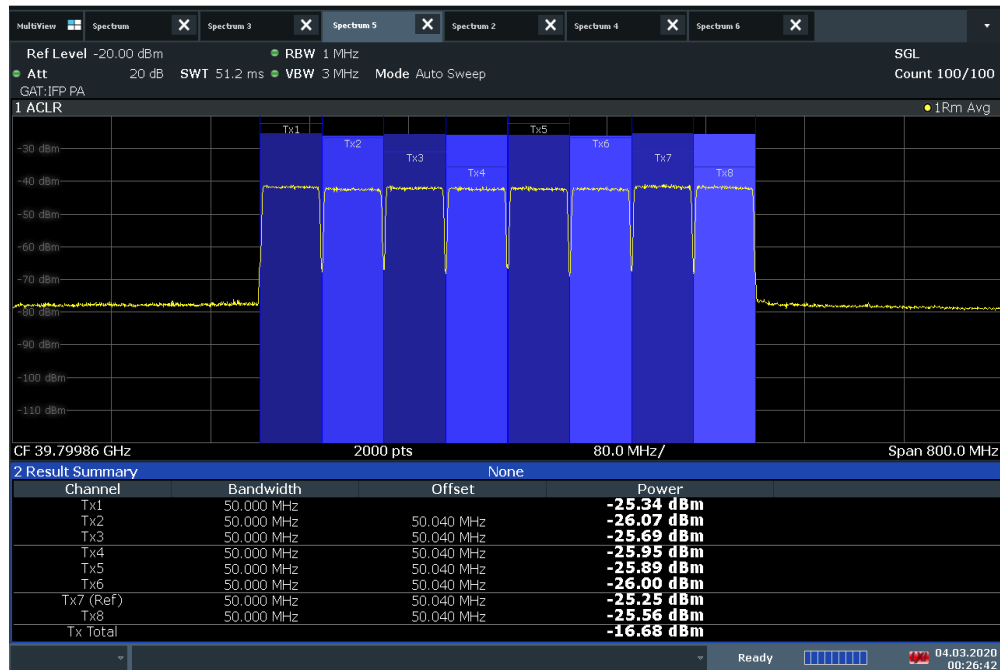 MultiView Spectrum X Spectrum 3 X Spectrum 5 X Spectrum 2 X Spectrum 4 X Spectrum 6 X
Ref Level -20.00 dBm RBW 1 MHz SGL
Att 20 dB SWT 51.2 ms VBW 3 MHz Mode Auto Sweep Count 100/100
GAT:IFP PA
1 ACLR 1Rm Avg
Tx1 Tx5
Tx2 Tx6
-30 dBm
Tx3 Tx7
Tx4 Tx8
-40 dBm
-50 dBm
-60 dBm
-70 dBm
-80 dBm
-90 dBm
-100 dBm
-110 dBm
CF 39.79986 GHz 2000 pts 80.0 MHz/ Span 800.0 MHz
2 Result Summary None
Channel Bandwidth Offset Power
Tx1 50.000 MHz -25.34 dBm
Tx2 50.000 MHz 50.040 MHz -26.07 dBm
Tx3 50.000 MHz 50.040 MHz -25.69 dBm
Tx4 50.000 MHz 50.040 MHz -25.95 dBm
Tx5 50.000 MHz 50.040 MHz -25.89 dBm
Tx6 50.000 MHz 50.040 MHz -26.00 dBm
Tx7 (Ref) 50.000 MHz 50.040 MHz -25.25 dBm
Tx8 50.000 MHz 50.040 MHz -25.56 dBm
Tx Total -16.68 dBm
Ready 04.03.2020
00:26:42